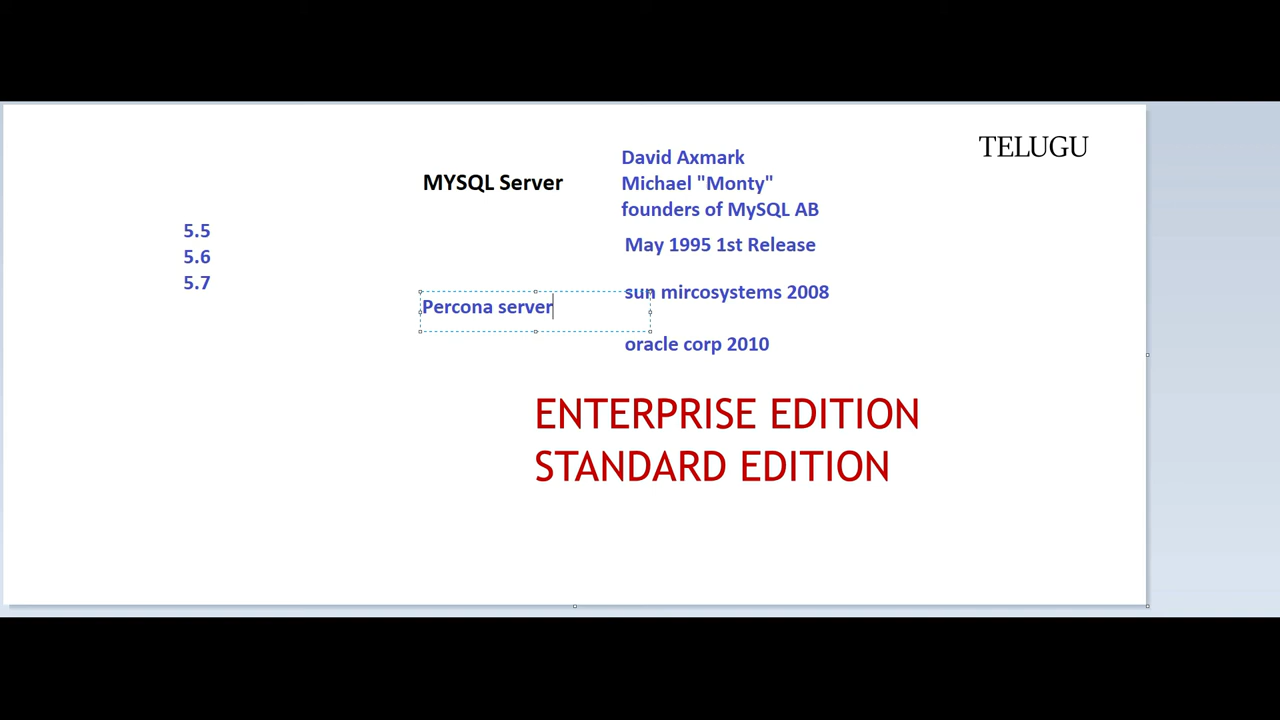 TELUGU
MYSQL Server
David Axmark
Michael "Monty"
founders of MySQL AB
May 1995 1st Release
5.5
5.6
5.7
sun mircosystems 2008
Percona server
oracle corp 2010
ENTERPRISE EDITION
STANDARD EDITION